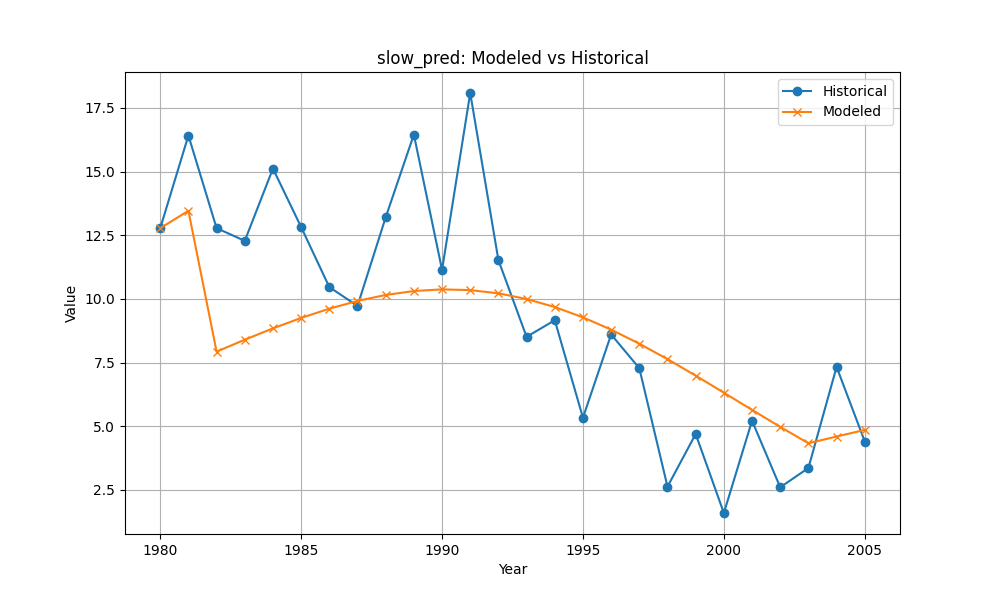 slow_pred: Modeled vs Historical
Historical
Modeled
17.5
15.0
12.5
10.0
7.5
5.0
2.5
Value
1980
1985
1990
1995
2000
2005
Year